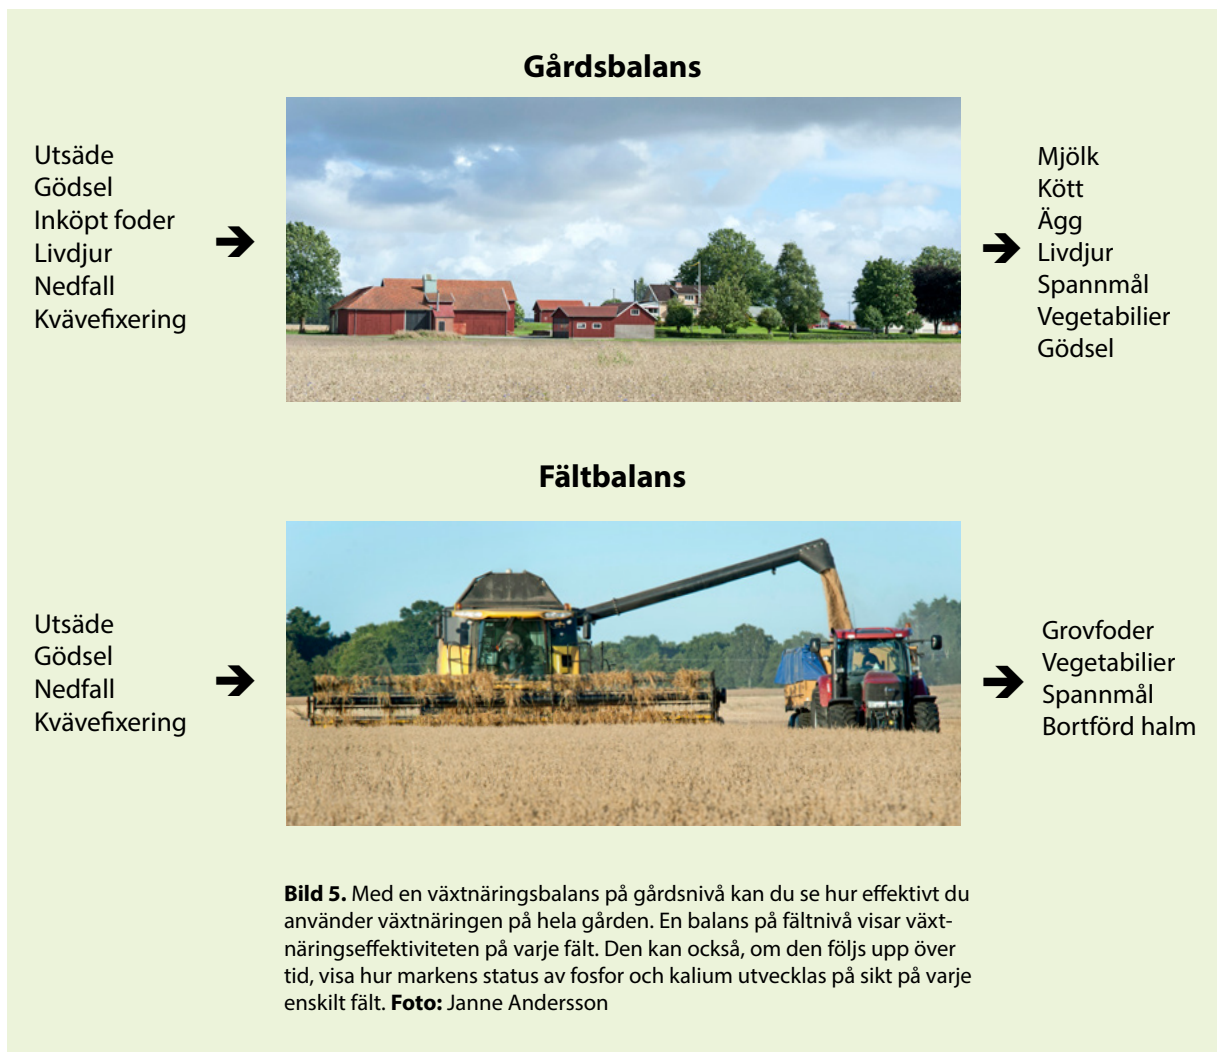 Gårdsbalans
Utsäde
Gödsel
Inköpt foder
Livdjur
Nedfall
Kvävefixering
Mjölk
Kött
Ägg
Livdjur
Spannmål
Vegetabilier
Gödsel
Fältbalans
Utsäde
Gödsel
Nedfall
Kvävefixering
Grovfoder
Vegetabilier
Spannmål
Bortförd halm
Bild 5. Med en växtnäringsbalans på gårdsnivå kan du se hur effektivt du
använder växtnäringen på hela gården. En balans på fältnivå visar växt-
näringseffektiviteten på varje fält. Den kan också, om den följs upp över
tid, visa hur markens status av fosfor och kalium utvecklas på sikt på varje
enskilt fält. Foto: Janne Andersson